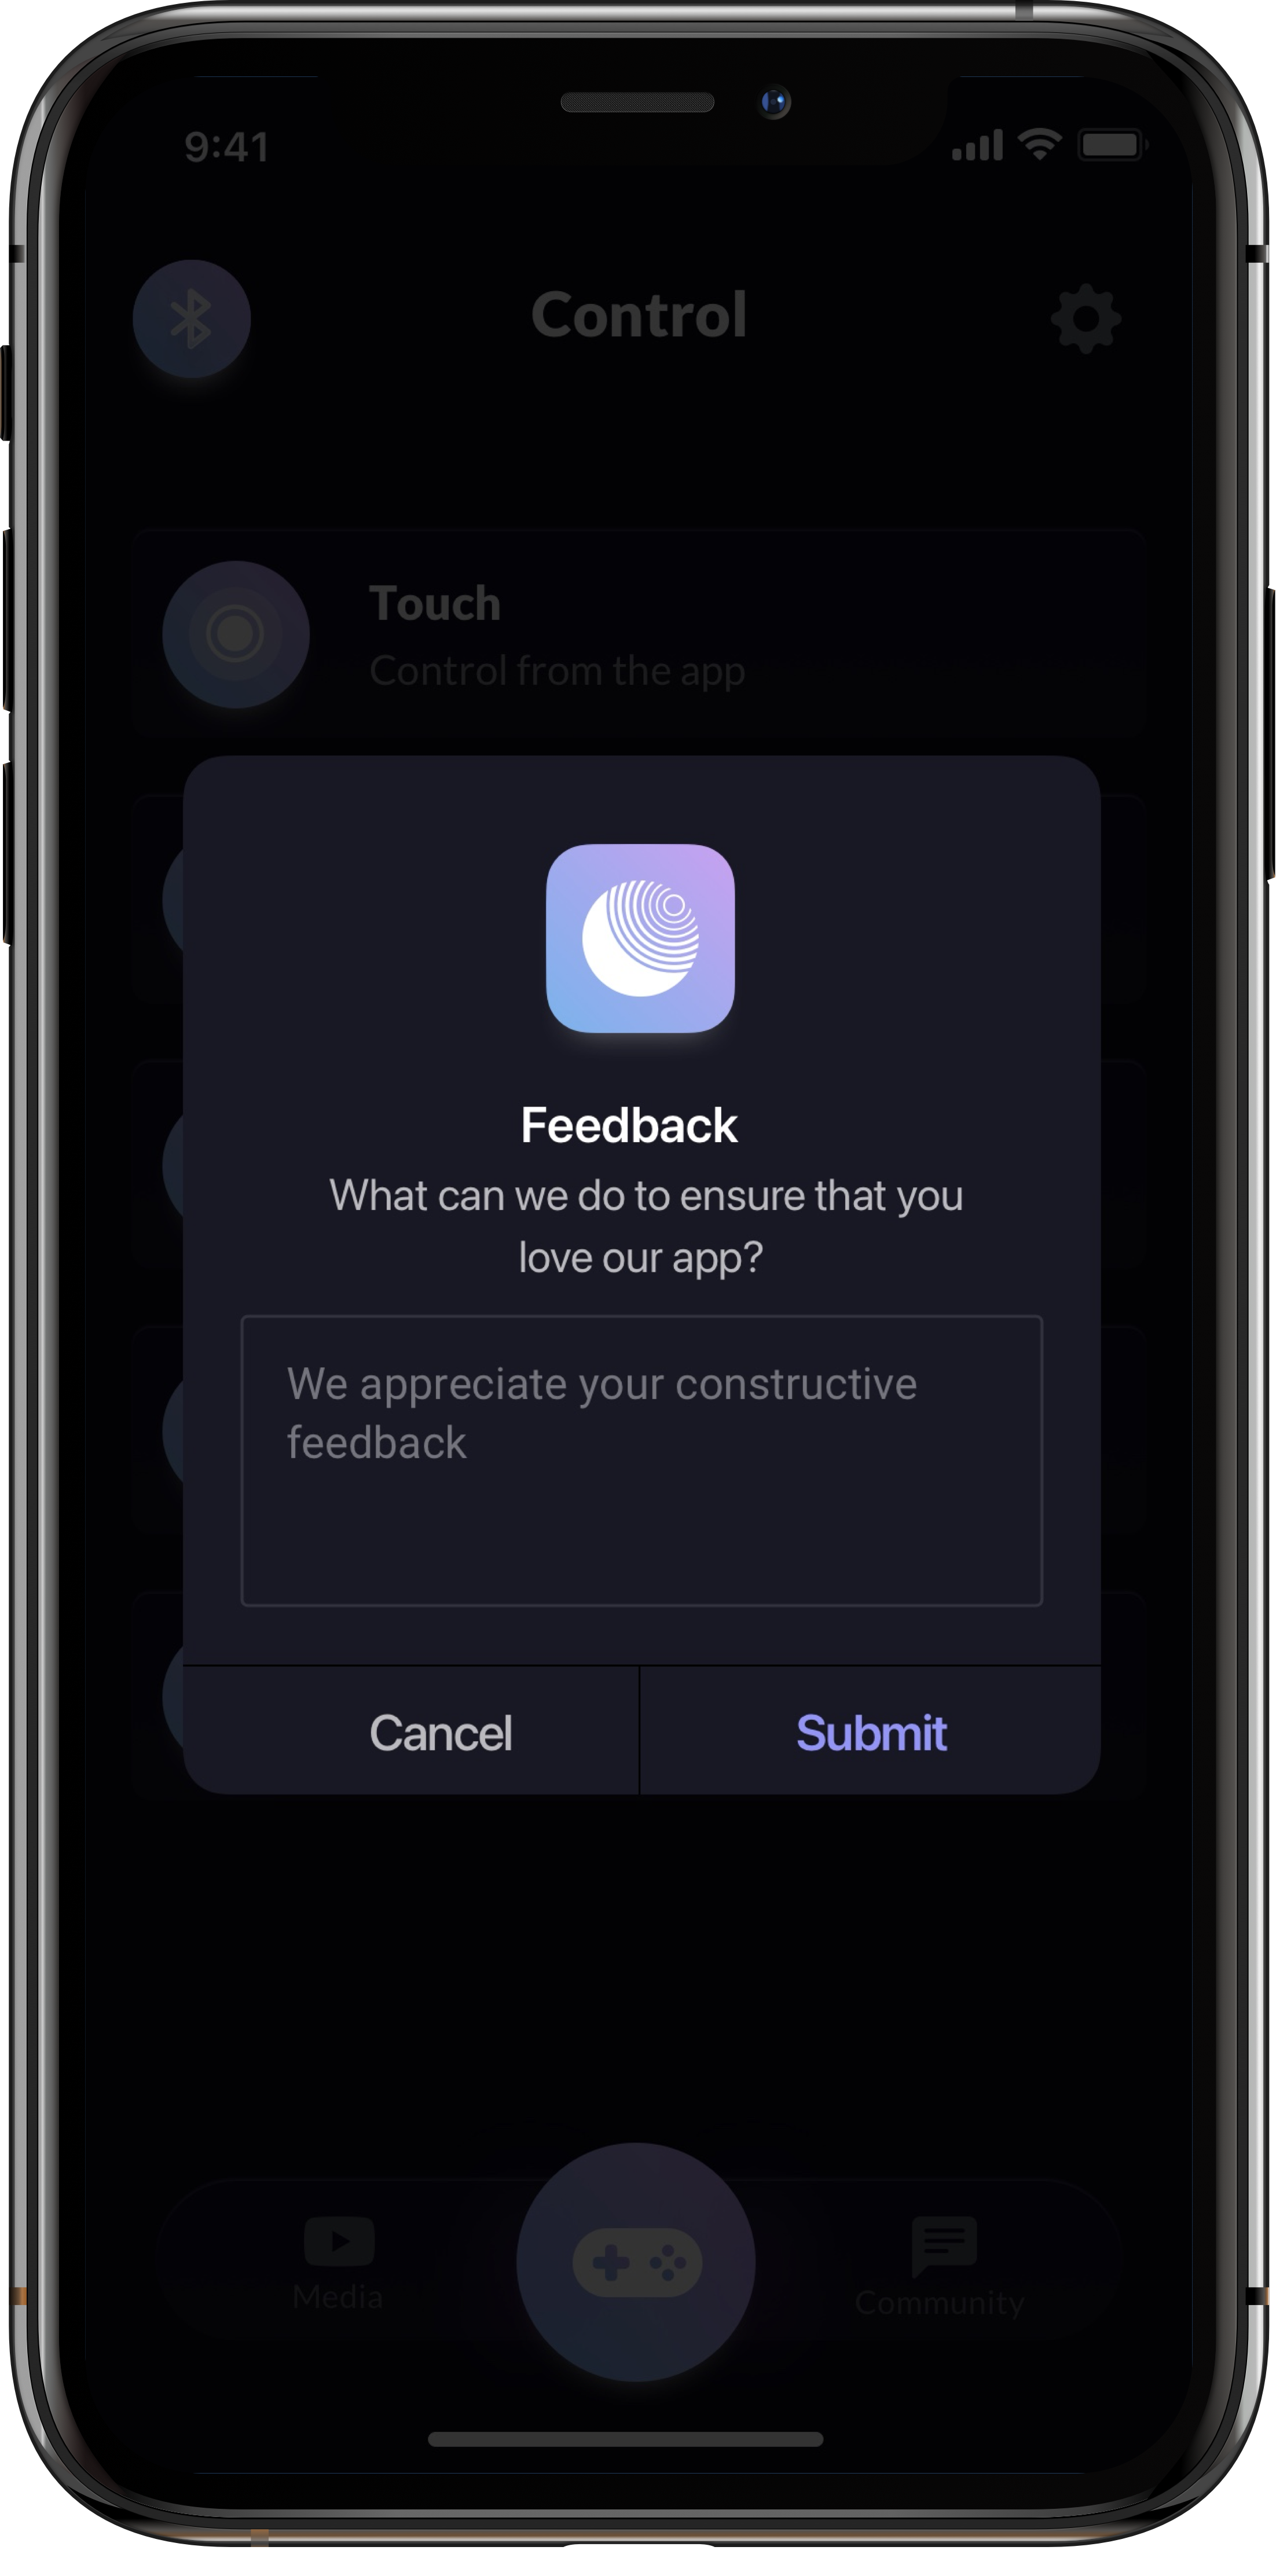 9:41
Control
Touch
Control from the app
Feedback
What can we do to ensure that you
love our app?
We appreciate your constructive
feedback
Cancel
Submit
Media
Community